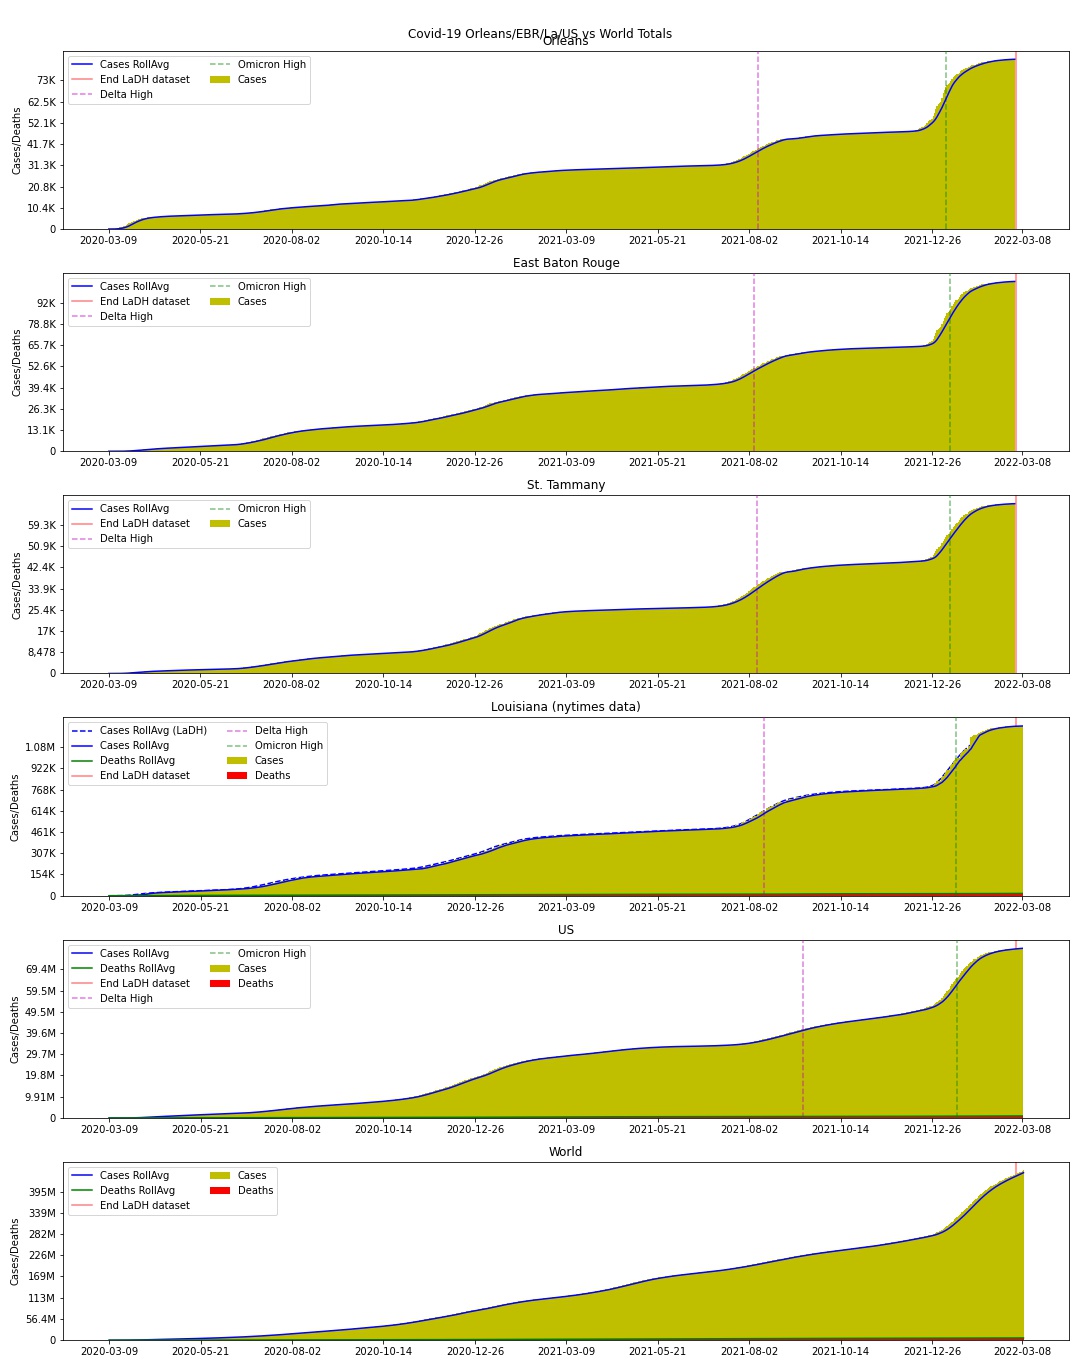 Covid-19 Orleans/EBR/La/US vs World Totals
Orleans
Cases RollAvg
End LaDH dataset
Delta High
Omicron High
Cases
Cases/Deaths
73K
62.5K
52.1K
41.7K
31.3K
20.8K
10.4K
0
2020-03-09 2020-05-21 2020-08-02 2020-10-14 2020-12-26 2021-03-09 2021-05-21 2021-08-02 2021-10-14 2021-12-26 2022-03-08
East Baton Rouge
Cases RollAvg
End LaDH dataset
Delta High
Omicron High
Cases
Cases/Deaths
92K
78.8K
65.7K
52.6K
39.4K
26.3K
13.1K
0
2020-03-09 2020-05-21 2020-08-02 2020-10-14 2020-12-26 2021-03-09 2021-05-21 2021-08-02 2021-10-14 2021-12-26 2022-03-08
St. Tammany
Cases RollAvg
End LaDH dataset
Delta High
Omicron High
Cases
Cases/Deaths
59.3K
50.9K
42.4K
33.9K
25.4K
17K
8,478
0
2020-03-09 2020-05-21 2020-08-02 2020-10-14 2020-12-26 2021-03-09 2021-05-21 2021-08-02 2021-10-14 2021-12-26 2022-03-08
Louisiana (nytimes data)
Cases RollAvg (LaDH)
Cases RollAvg
Deaths RollAvg
End LaDH dataset
Delta High
Omicron High
Cases
Deaths
Cases/Deaths
1.08M
922K
768K
614K
461K
307K
154K
0
2020-03-09 2020-05-21 2020-08-02 2020-10-14 2020-12-26 2021-03-09 2021-05-21 2021-08-02 2021-10-14 2021-12-26 2022-03-08
US
Cases RollAvg
Deaths RollAvg
End LaDH dataset
Delta High
Omicron High
Cases
Deaths
Cases/Deaths
69.4M
59.5M
49.5M
39.6M
29.7M
19.8M
9.91M
0
2020-03-09 2020-05-21 2020-08-02 2020-10-14 2020-12-26 2021-03-09 2021-05-21 2021-08-02 2021-10-14 2021-12-26 2022-03-08
World
Cases RollAvg
Deaths RollAvg
End LaDH dataset
Cases
Deaths
Cases/Deaths
395M
339M
282M
226M
169M
113M
56.4M
0
2020-03-09 2020-05-21 2020-08-02 2020-10-14 2020-12-26 2021-03-09 2021-05-21 2021-08-02 2021-10-14 2021-12-26 2022-03-08